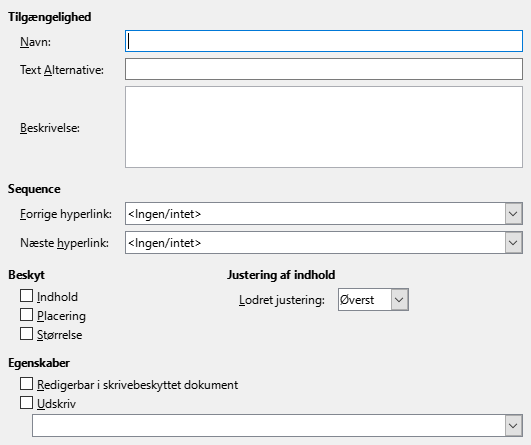 Tilgængelighed
Navn:
Text Alternative:
Beskrivelse:
Sequence
Forrige hyperlink: <Ingen/intet>
Næste hyperlink: <Ingen/intet>
Beskyt Justering af indhold
Indhold Lodret justering: Øverst
Placering
Størrelse
Egenskaber
Redigerbar i skrivebeskyttet dokument
Udskriv